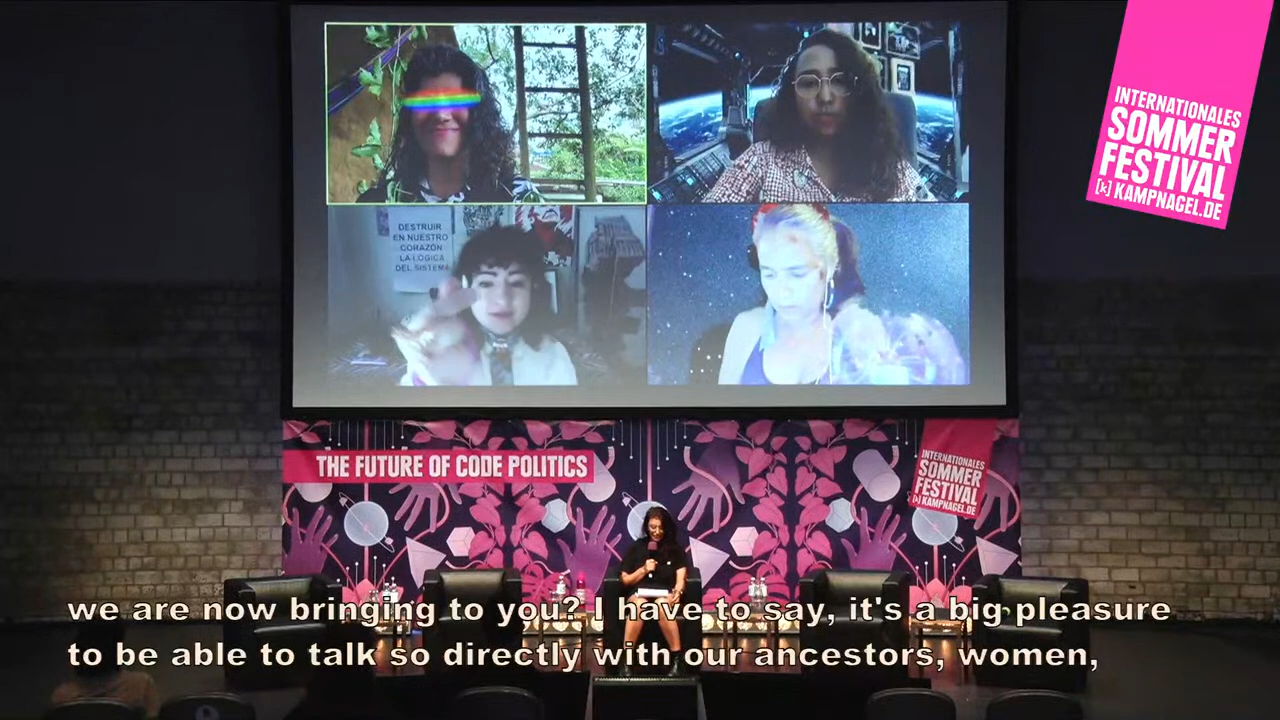 INTERNATIONALES
SOMMER
FESTIVAL
[k] KAMPNAGEL.DE
DESTRUIR
EN NUESTRO
CORAZÓN
LA LÓGICA
DEL SISTEMA
THE FUTURE OF CODE POLITICS
INTERNATIONALES
SOMMER
FESTIVAL
[k] KAMPNAGEL.DE
we are now bringing to you? I have to say, it's a big pleasure
to be able to talk so directly with our ancestors, women,